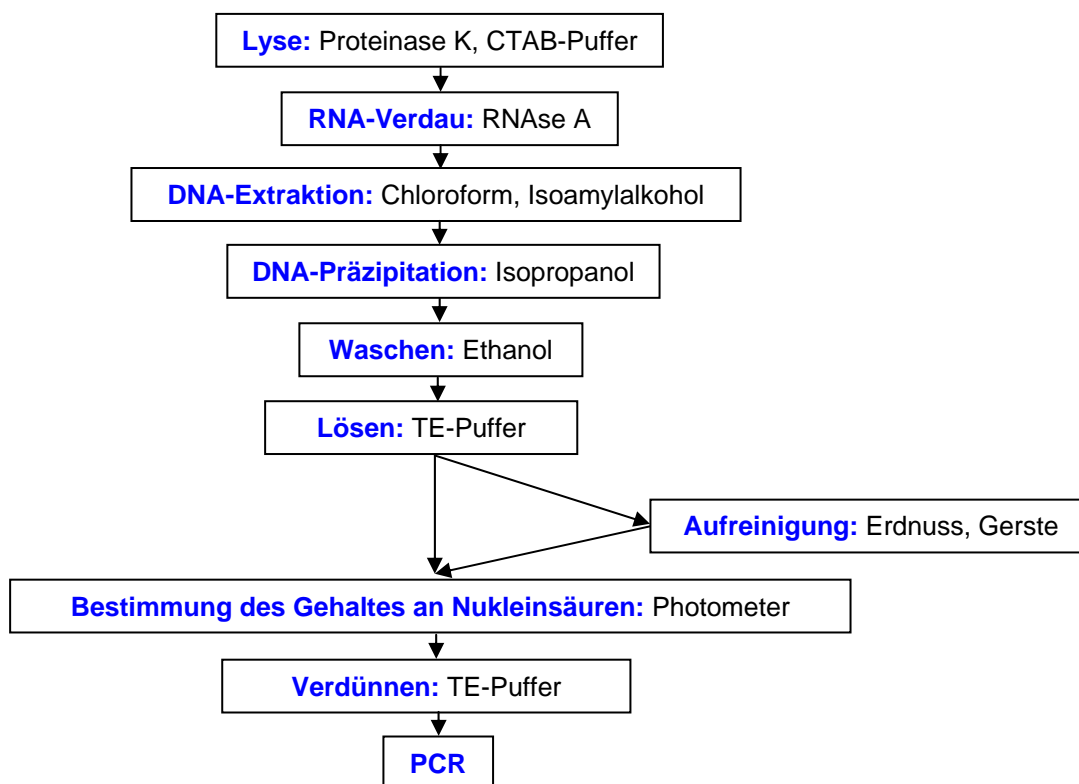 Lyse: Proteinase K, CTAB-Puffer
RNA-Verdau: RNAse A
DNA-Extraktion: Chloroform, Isoamylalkohol
DNA-Präzipitation: Isopropanol
Waschen: Ethanol
Lösen: TE-Puffer
Aufreinigung: Erdnuss, Gerste
Bestimmung des Gehaltes an Nukleinsäuren: Photometer
Verdünnen: TE-Puffer
PCR